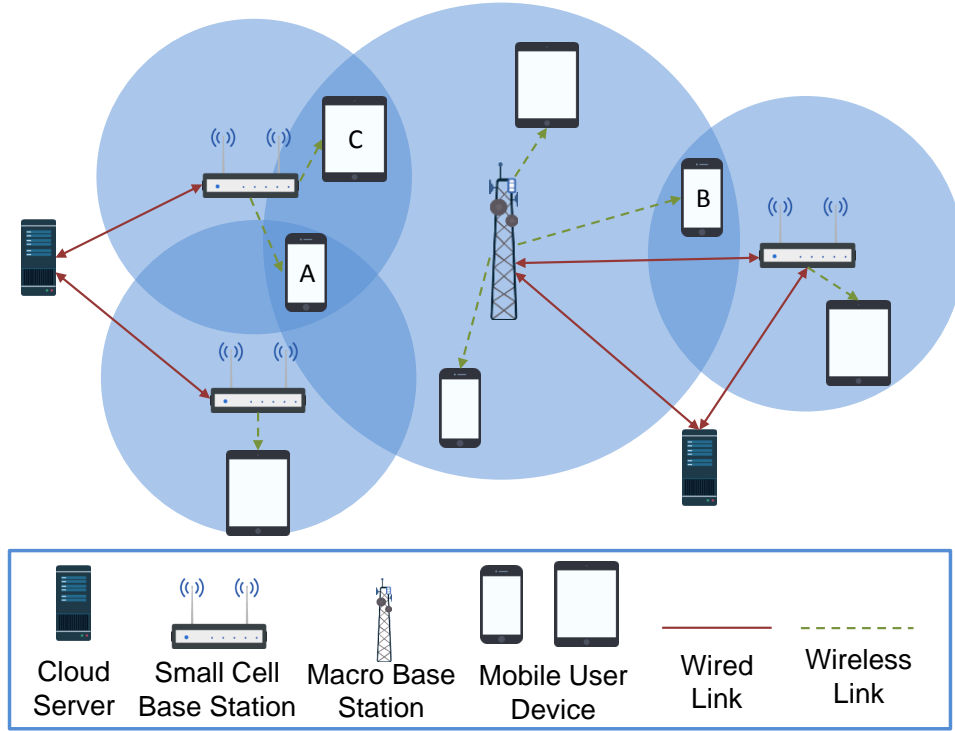 C
B
A
Cloud
Server
Small Cell
Base Station
Macro Base
Station
Mobile User
Device
Wired
Link
Wireless
Link